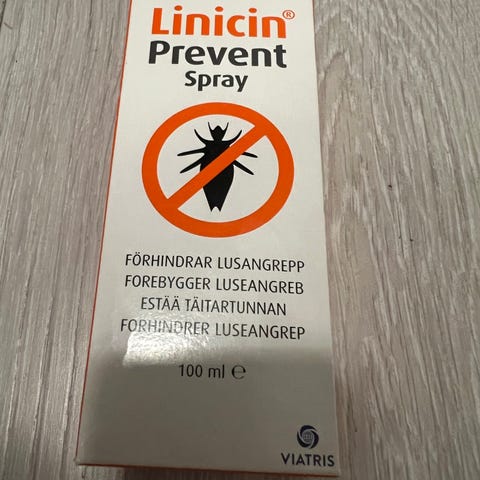 Linicin®
Prevent
Spray
FÖRHINDRAR LUSANGREPP
FOREBYGGER LUSEANGREB
ESTÄÄ TÄITARTUNNAN
FORHINDRER LUSEANGREP
100 ml ℮
VIATRIS